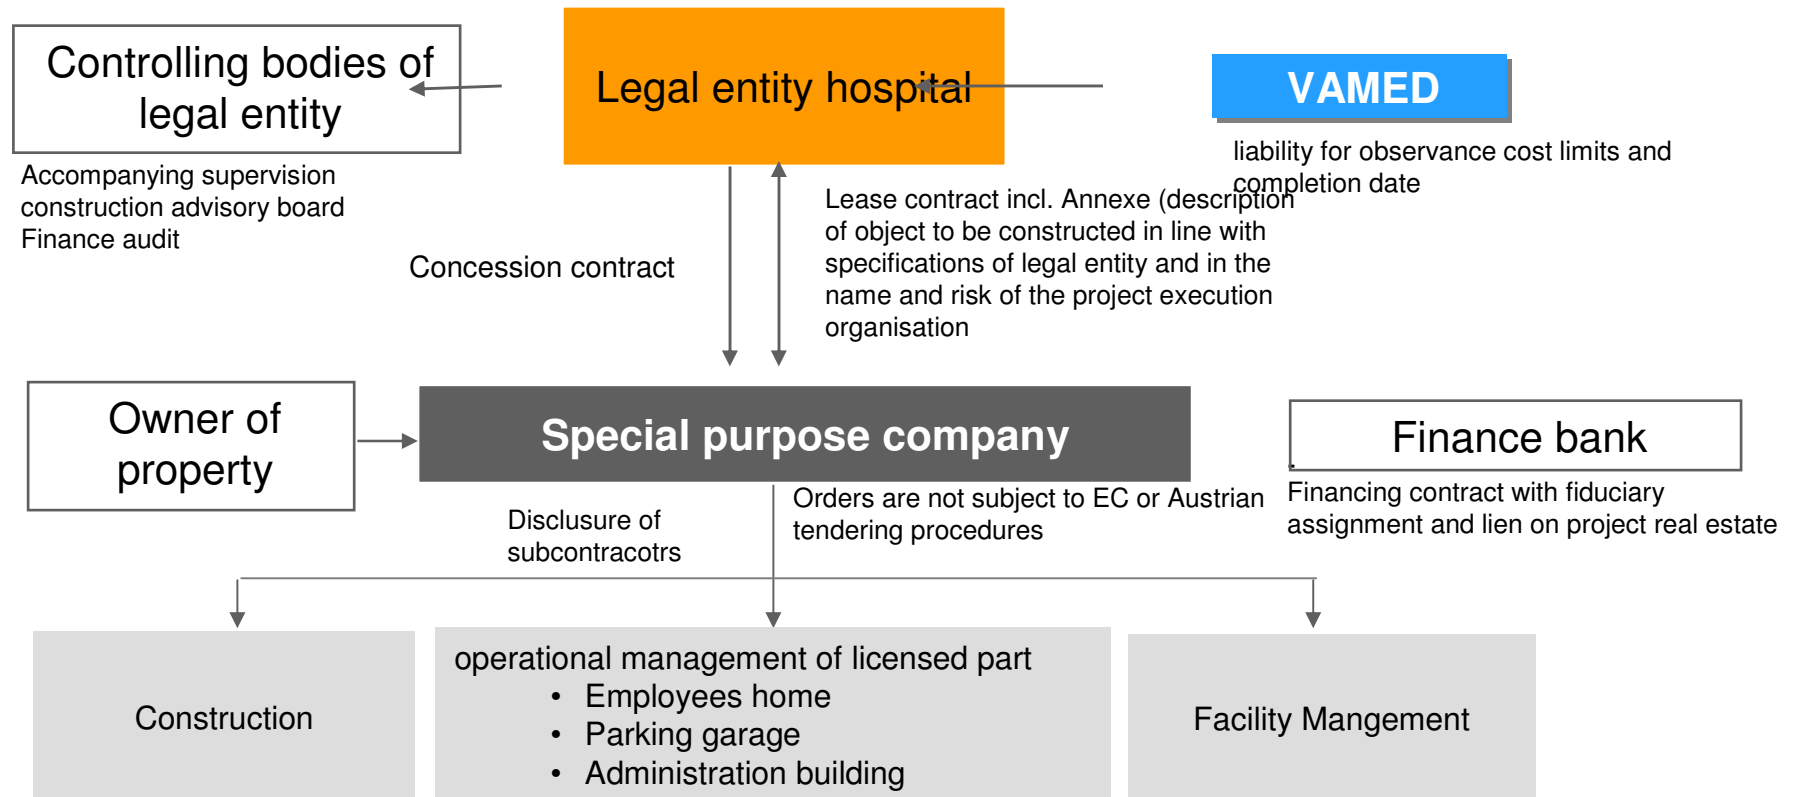 Controlling bodies of
legal entity
Accompanying supervision
construction advisory board
Finance audit
Legal entity hospital
VAMED
liability for observance cost limits and
completion date
Concession contract
Lease contract incl. Annexe (description
of object to be constructed in line with
specifications of legal entity and in the
name and risk of the project execution
organisation
Owner of
property
Special purpose company
Finance bank
Financing contract with fiduciary
assignment and lien on project real estate
Disclusure of
subcontracotrs
Orders are not subject to EC or Austrian
tendering procedures
Construction
operational management of licensed part
• Employees home
• Parking garage
• Administration building
Facility Mangement